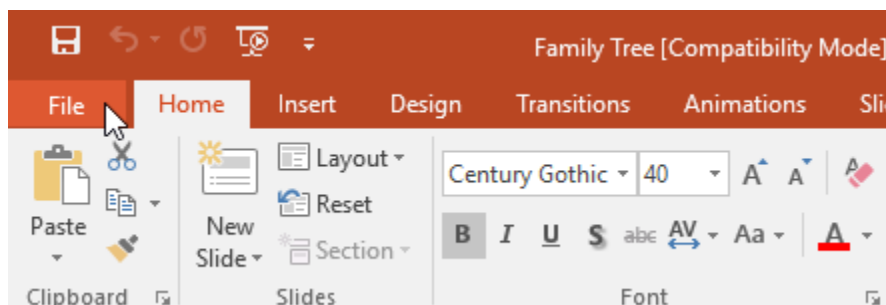 Family Tree [Compatibility Mode]
File Home Insert Design Transitions Animations Sli
Paste
New Slide
Layout
Reset
Section
Century Gothic 40 A A A
B I U S abc AV Aa A
Clipboard Slides Font